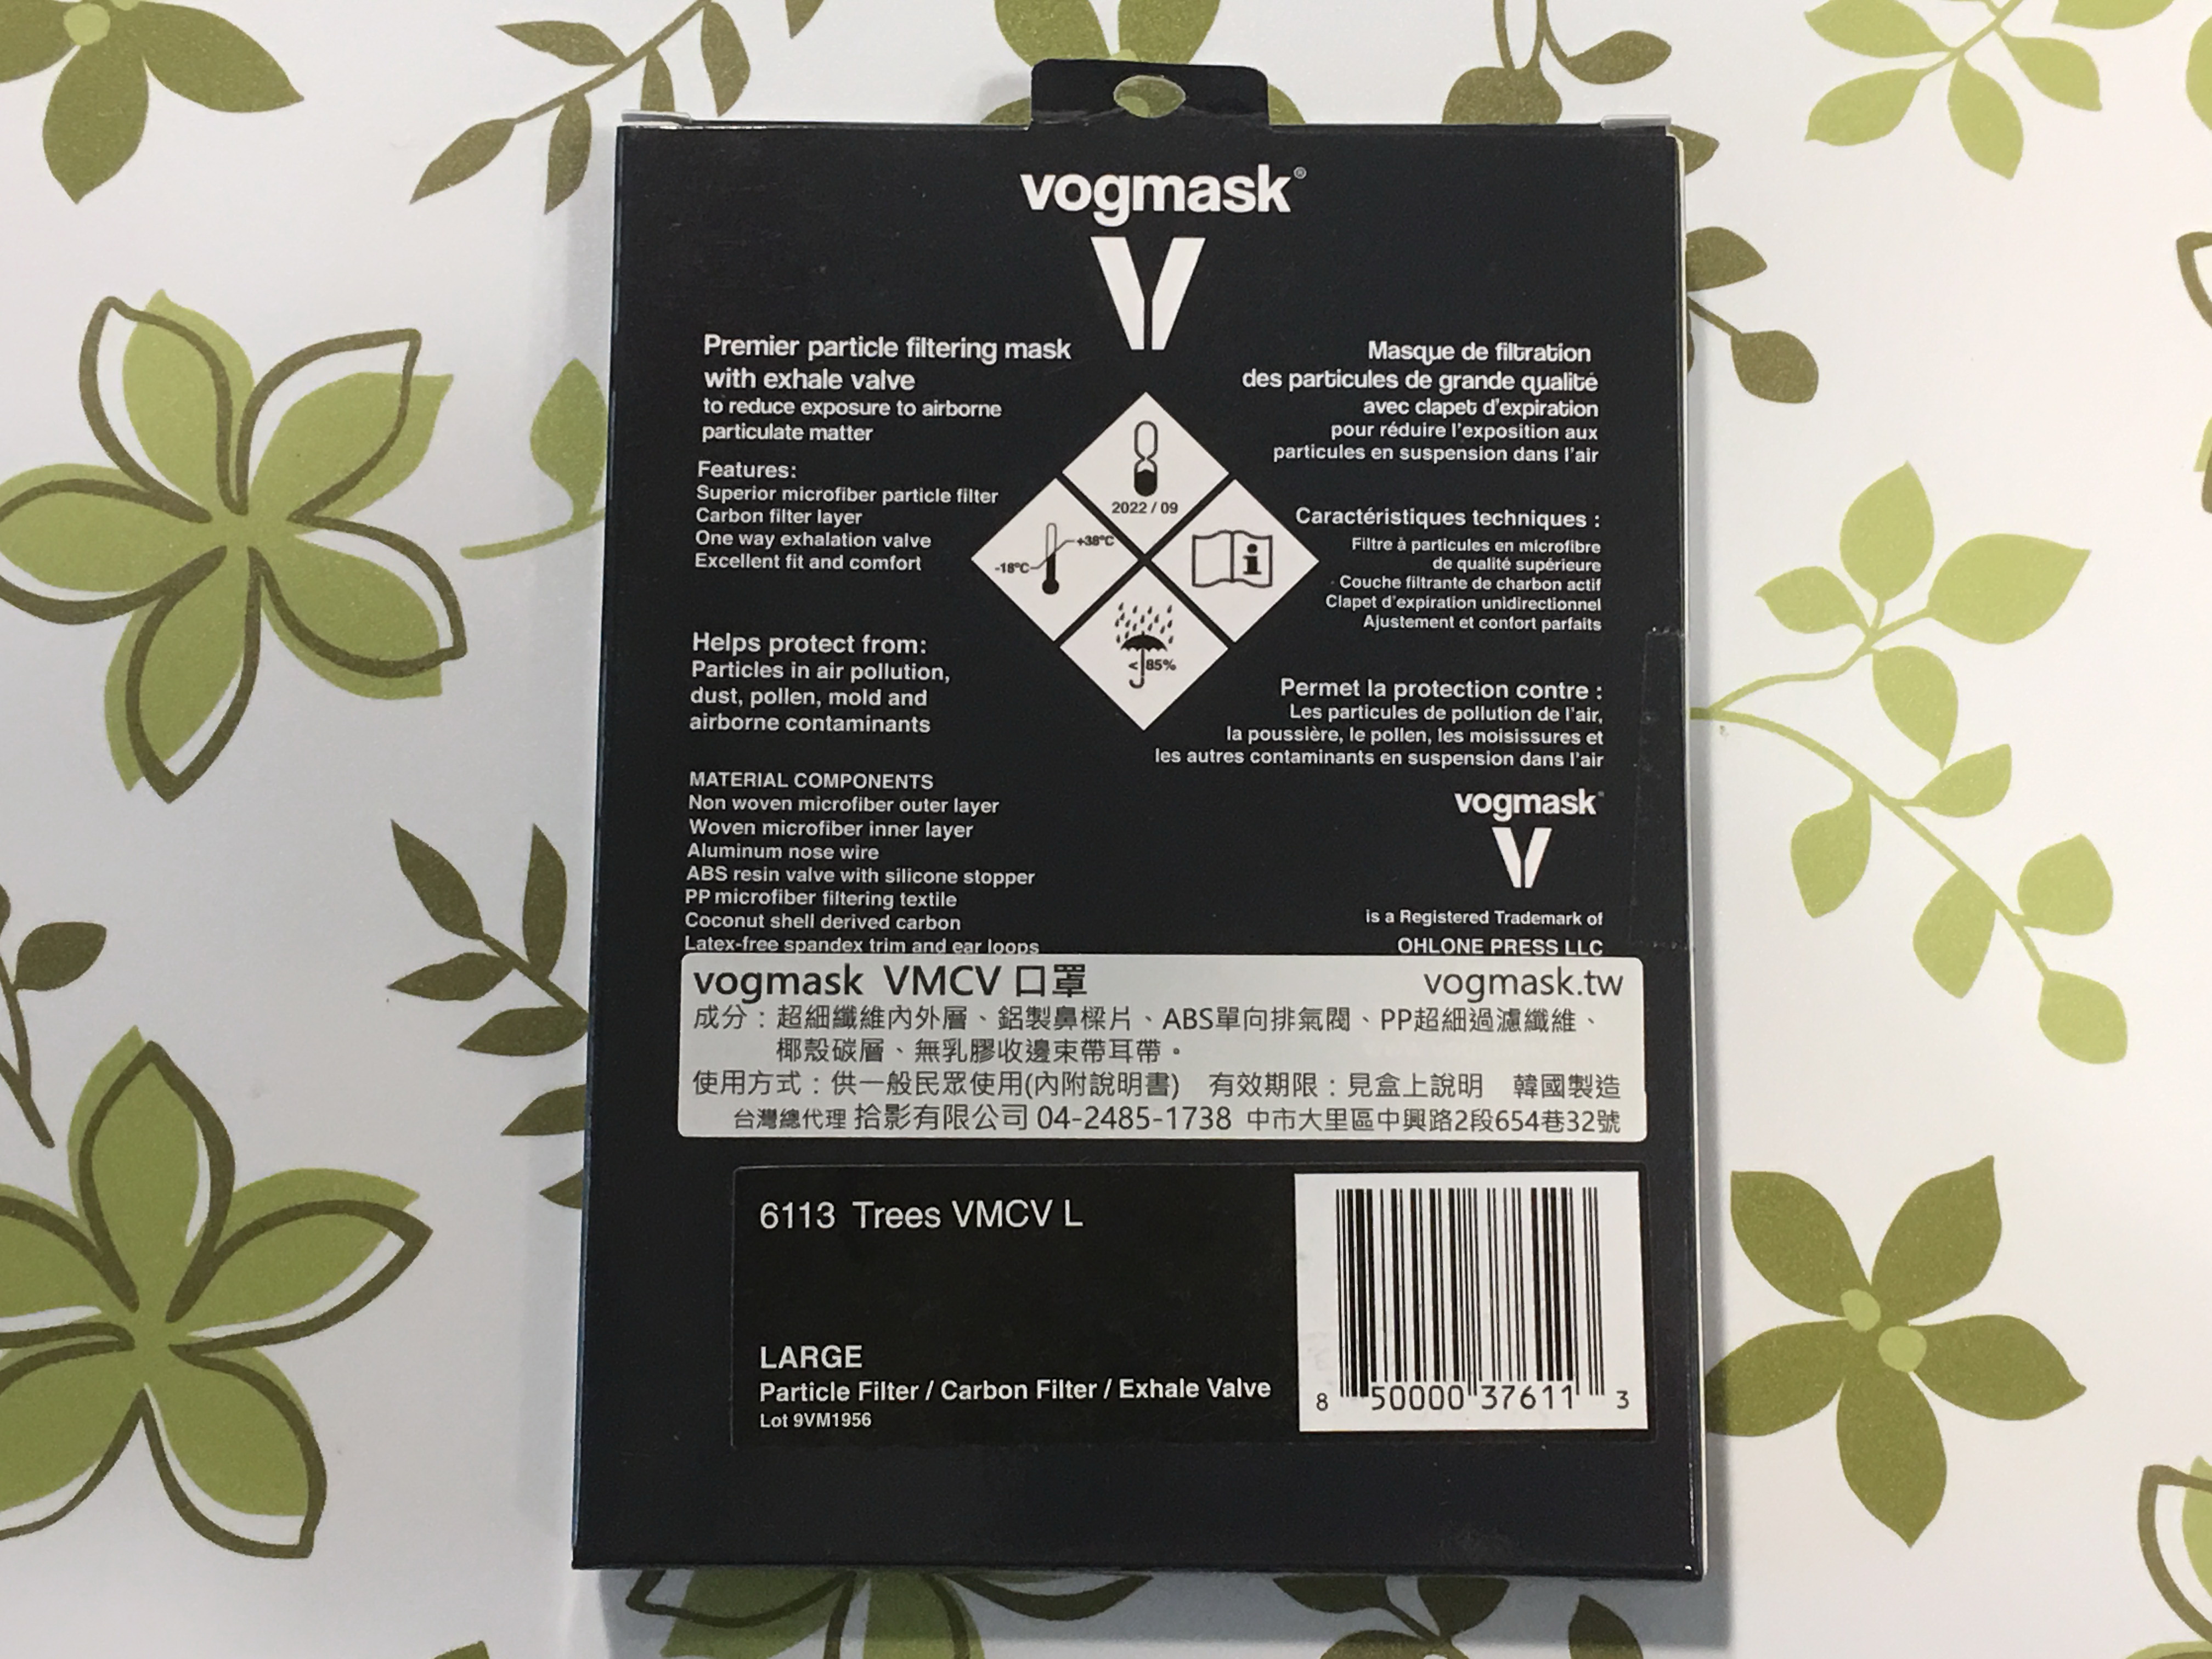 vogmask®
Premier particle filtering mask
with exhale valve
to reduce exposure to airborne
particulate matter
Features:
Superior microfiber particle filter
Carbon filter layer
One way exhalation valve
Excellent fit and comfort
Helps protect from:
Particles in air pollution,
dust, pollen, mold and
airborne contaminants
MATERIAL COMPONENTS
Non woven microfiber outer layer
Woven microfiber inner layer
Aluminum nose wire
ABS resin valve with silicone stopper
PP microfiber filtering textile
Coconut shell derived carbon
Latex-free spandex trim and ear loops
2022 / 09
+38°C
-18°C
i
< 85%
Masque de filtration
des particules de grande qualité
avec clapet d'expiration
pour réduire l'exposition aux
particules en suspension dans l'air
Caractéristiques techniques :
Filtre à particules en microfibre
de qualité supérieure
Couche filtrante de charbon actif
Clapet d'expiration unidirectionnel
Ajustement et confort parfaits
Permet la protection contre :
Les particules de pollution de l'air,
la poussière, le pollen, les moisissures et
les autres contaminants en suspension dans l'air
vogmask
is a Registered Trademark of
OHLONE PRESS LLC
vogmask VMCV 口罩 vogmask.tw
成分：超細纖維內外層、鋁製鼻樑片、ABS單向排氣閥、PP超細過濾纖維、
椰殼碳層、無乳膠收邊束帶耳帶。
使用方式：供一般民眾使用(內附說明書) 有效期限：見盒上說明 韓國製造
台灣總代理 拾影有限公司 04-2485-1738 中市大里區中興路2段654巷32號
6113 Trees VMCV L
LARGE
Particle Filter / Carbon Filter / Exhale Valve
Lot 9VM1956
8 50000 37611 3